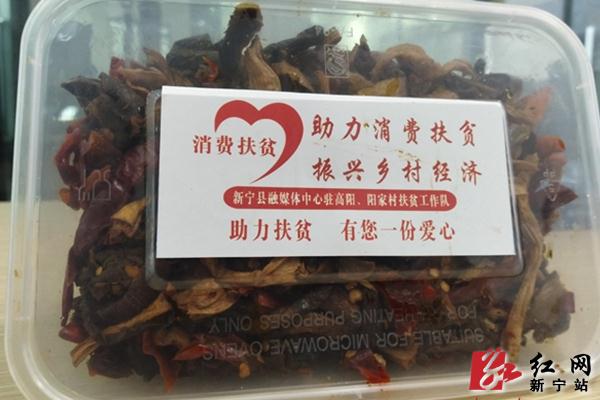 消费扶贫
助力消费扶贫
振兴乡村经济
新宁县融媒体中心驻高阳、阳家村扶贫工作队
助力扶贫 有您一份爱心
SUITABLE FOR MICROWAVE OVENS
FOR HEATING PURPOSES ONLY
红网
新宁站